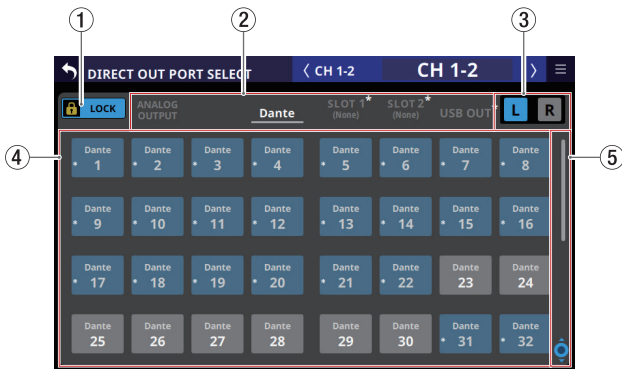 ① ② ③
DIRECT OUT PORT SELECT 〈 CH 1-2 CH 1-2 〉 ≡
LOCK ANALOG OUTPUT Dante SLOT 1* (None) SLOT 2* (None) USB OUT* L R
④ ⑤
Dante 1 Dante 2 Dante 3 Dante 4 Dante 5 Dante 6 Dante 7 Dante 8
Dante 9 Dante 10 Dante 11 Dante 12 Dante 13 Dante 14 Dante 15 Dante 16
Dante 17 Dante 18 Dante 19 Dante 20 Dante 21 Dante 22 Dante 23 Dante 24
Dante 25 Dante 26 Dante 27 Dante 28 Dante 29 Dante 30 Dante 31 Dante 32